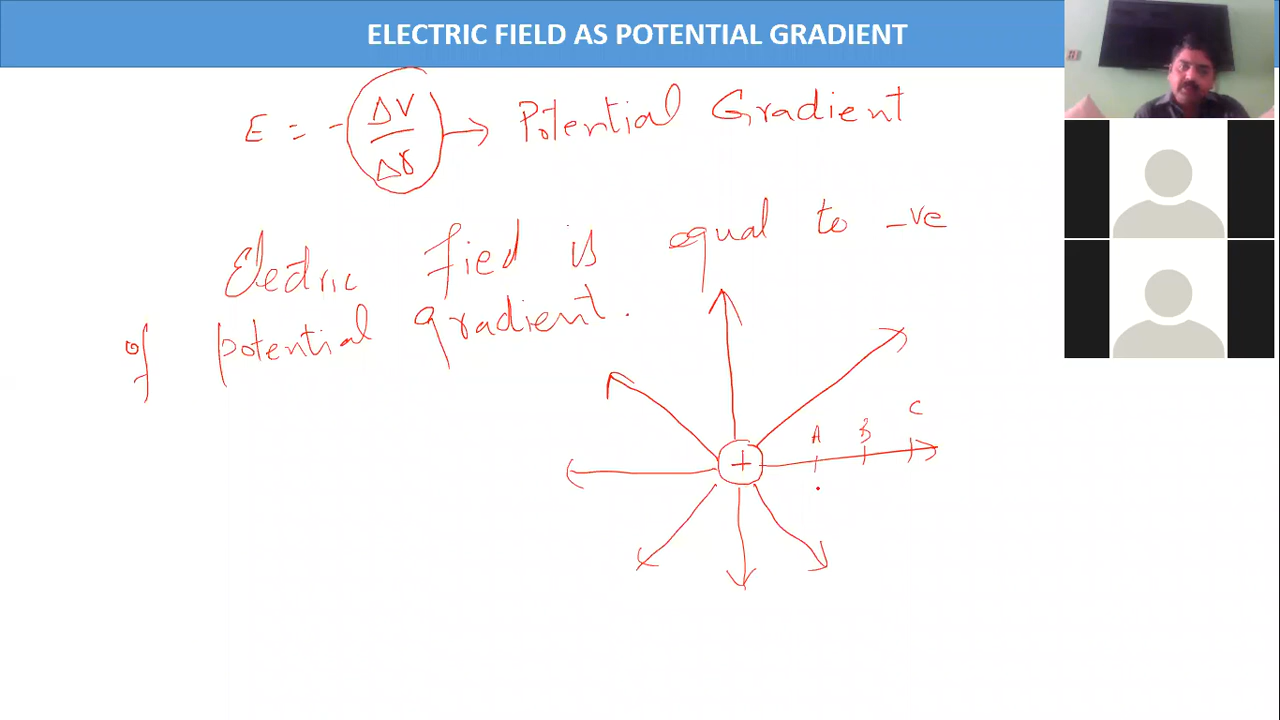 ELECTRIC FIELD AS POTENTIAL GRADIENT
E = - ΔV/Δr → Potential Gradient
Electric field is equal to -ve
of potential gradient.
+ A B C